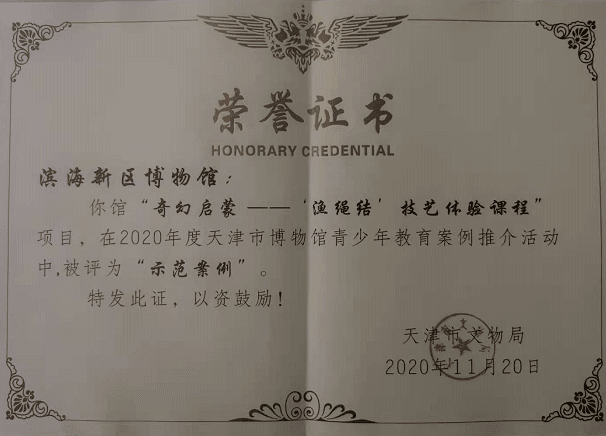 荣誉证书
HONORARY CREDENTIAL
滨海新区博物馆：
你馆“奇幻启蒙——‘渔绳结’技艺体验课程”
项目，在2020年度天津市博物馆青少年教育案例推介活动
中,被评为“示范案例”。
特发此证，以资鼓励！
天津市文物局
2020年11月20日